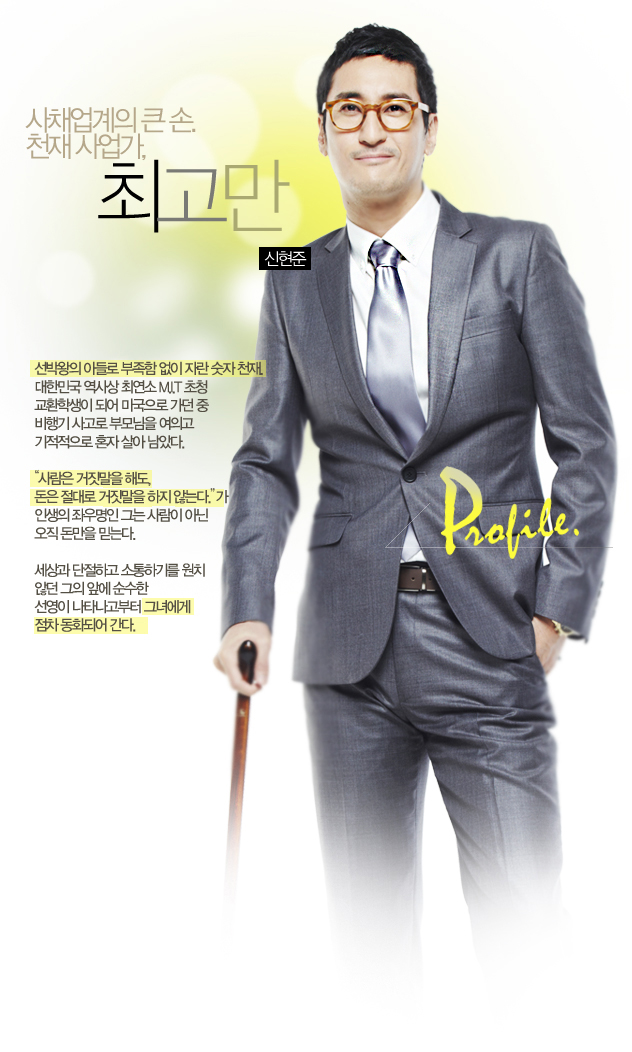 사채업계의 큰 손.
천재 사업가,
최고만
신현준
선박왕의 아들로 부족함 없이 자란 숫자 천재.
대한민국 역사상 최연소 M.I.T 초청
교환학생이 되어 미국으로 가던 중
비행기 사고로 부모님을 여의고
기적적으로 혼자 살아 남았다.
“사람은 거짓말을 해도,
돈은 절대로 거짓말을 하지 않는다.”가
인생의 좌우명인 그는 사람이 아닌
오직 돈만을 믿는다.
세상과 단절하고 소통하기를 원치
않던 그의 앞에 순수한
선영이 나타나고부터 그녀에게
점차 동화되어 간다.
Profile.